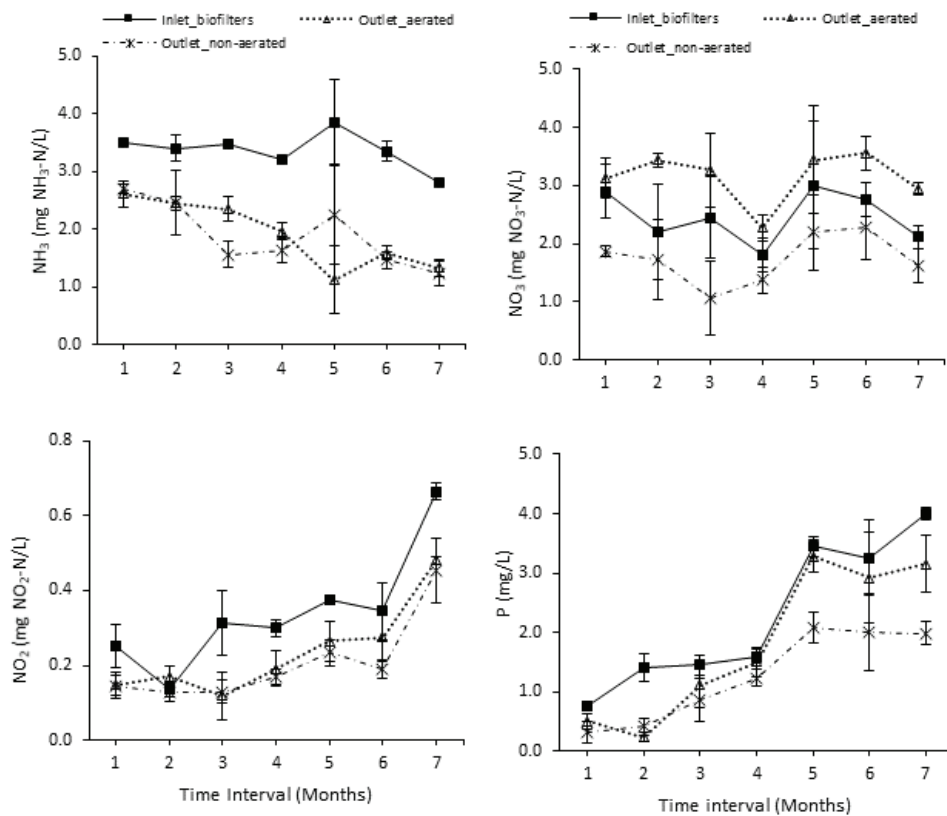 Inlet_biofilters Outlet_aerated
Outlet_non-aerated
5.0
4.0
3.0
2.0
1.0
0.0
NH₃ (mg NH₃-N/L)
1 2 3 4 5 6 7
Inlet_biofilters Outlet_aerated
Outlet_non-aerated
5.0
4.0
3.0
2.0
1.0
0.0
NO₃ (mg NO₃-N/L)
1 2 3 4 5 6 7
0.8
0.6
0.4
0.2
0.0
NO₂ (mg NO₂-N/L)
1 2 3 4 5 6 7
Time Interval (Months)
5.0
4.0
3.0
2.0
1.0
0.0
P (mg/L)
1 2 3 4 5 6 7
Time interval (Months)